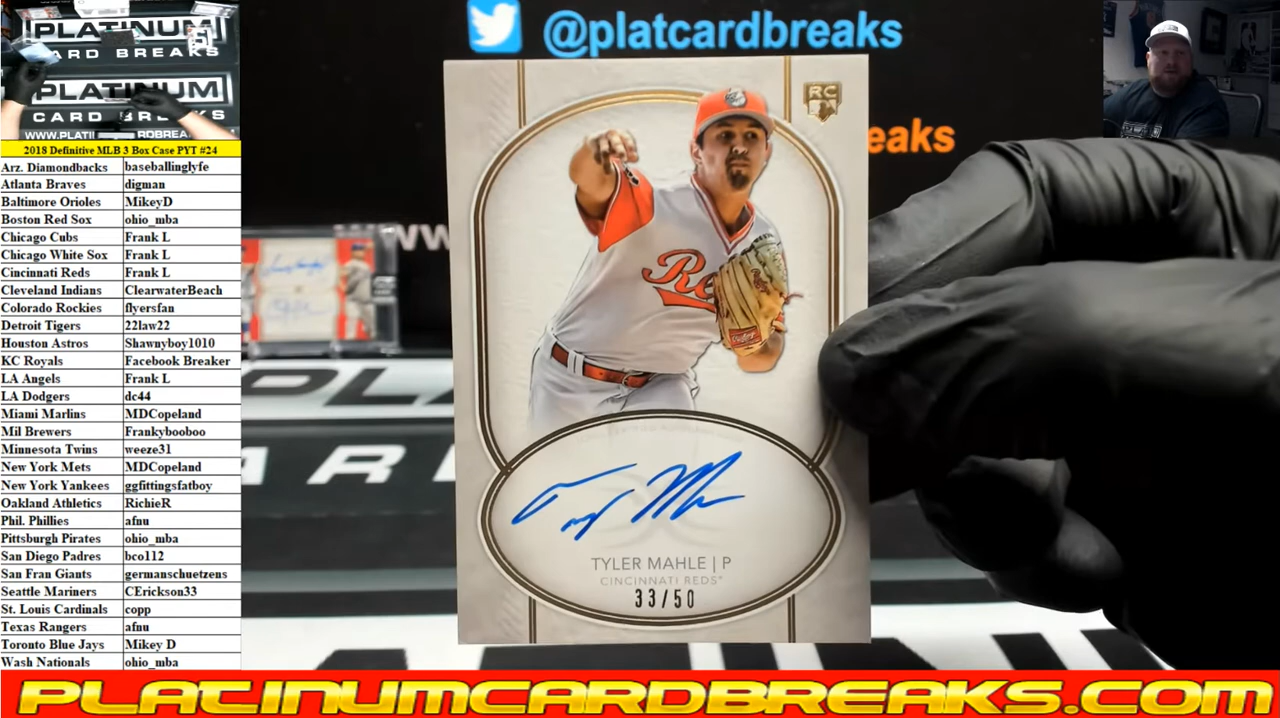 @platcardbreaks
PLATINUM
CARD BREAKS
PLATINUM
CARD BREAKS
2018 Definitive MLB 3 Box Case PYT #24
Arz. Diamondbacks baseballinglyfe
Atlanta Braves digman
Baltimore Orioles MikeyD
Boston Red Sox ohio_mba
Chicago Cubs Frank L
Chicago White Sox Frank L
Cincinnati Reds Frank L
Cleveland Indians ClearwaterBeach
Colorado Rockies flyersfan
Detroit Tigers 22law22
Houston Astros Shawnyboy1010
KC Royals Facebook Breaker
LA Angels Frank L
LA Dodgers dc44
Miami Marlins MDCopeland
Mil Brewers Frankybooboo
Minnesota Twins weeze31
New York Mets MDCopeland
New York Yankees ggfittingsfatboy
Oakland Athletics RichieR
Phil. Phillies afnu
Pittsburgh Pirates ohio_mba
San Diego Padres bco112
San Fran Giants germanschuetzens
Seattle Mariners CErickson33
St. Louis Cardinals copp
Texas Rangers afnu
Toronto Blue Jays Mikey D
Wash Nationals ohio_mba
RC
eaks
ww
Re
TYLER MAHLE | P
CINCINNATI REDS
33/50
PLATINUMCARDBREAKS.COM